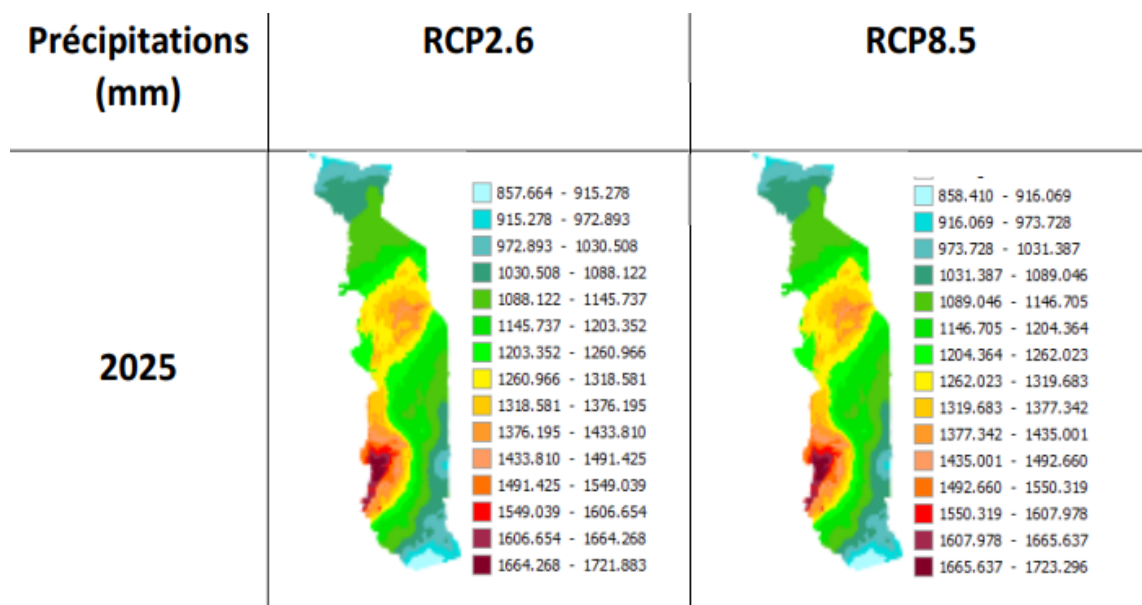 Précipitations
(mm)
RCP2.6
RCP8.5
2025
857.664 - 915.278
915.278 - 972.893
972.893 - 1030.508
1030.508 - 1088.122
1088.122 - 1145.737
1145.737 - 1203.352
1203.352 - 1260.966
1260.966 - 1318.581
1318.581 - 1376.195
1376.195 - 1433.810
1433.810 - 1491.425
1491.425 - 1549.039
1549.039 - 1606.654
1606.654 - 1664.268
1664.268 - 1721.883
858.410 - 916.069
916.069 - 973.728
973.728 - 1031.387
1031.387 - 1089.046
1089.046 - 1146.705
1146.705 - 1204.364
1204.364 - 1262.023
1262.023 - 1319.683
1319.683 - 1377.342
1377.342 - 1435.001
1435.001 - 1492.660
1492.660 - 1550.319
1550.319 - 1607.978
1607.978 - 1665.637
1665.637 - 1723.296